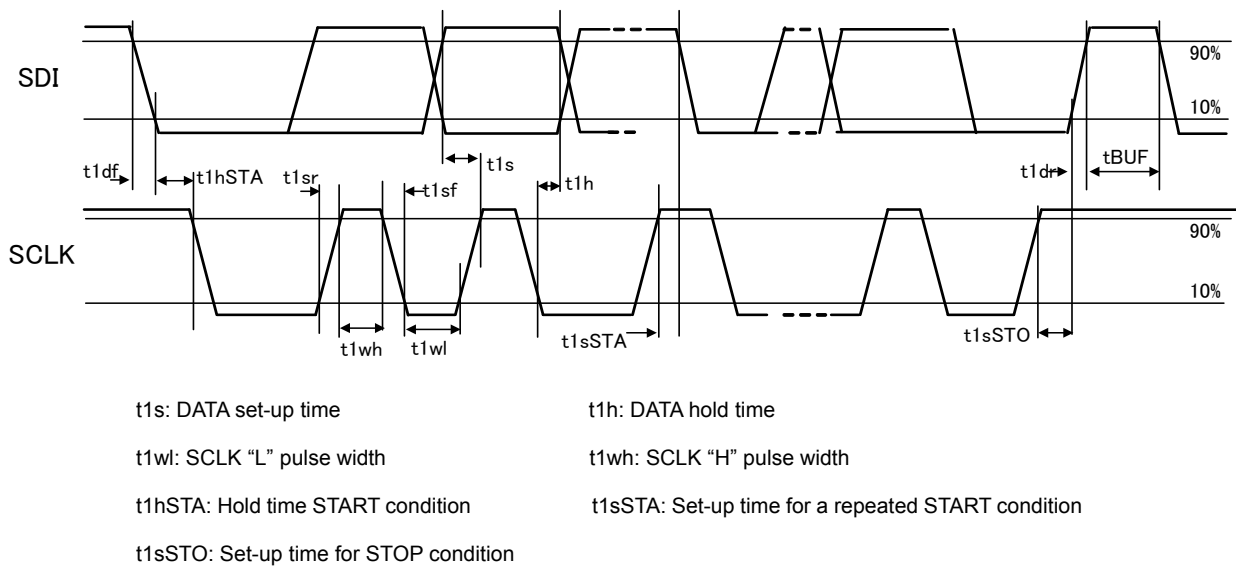 SDI
90%
10%
t1df
t1hSTA
t1sr
t1sf
t1s
t1h
t1dr
tBUF
SCLK
90%
10%
t1wh
t1wl
t1sSTA
t1sSTO
t1s: DATA set-up time
t1h: DATA hold time
t1wl: SCLK “L” pulse width
t1wh: SCLK “H” pulse width
t1hSTA: Hold time START condition
t1sSTA: Set-up time for a repeated START condition
t1sSTO: Set-up time for STOP condition